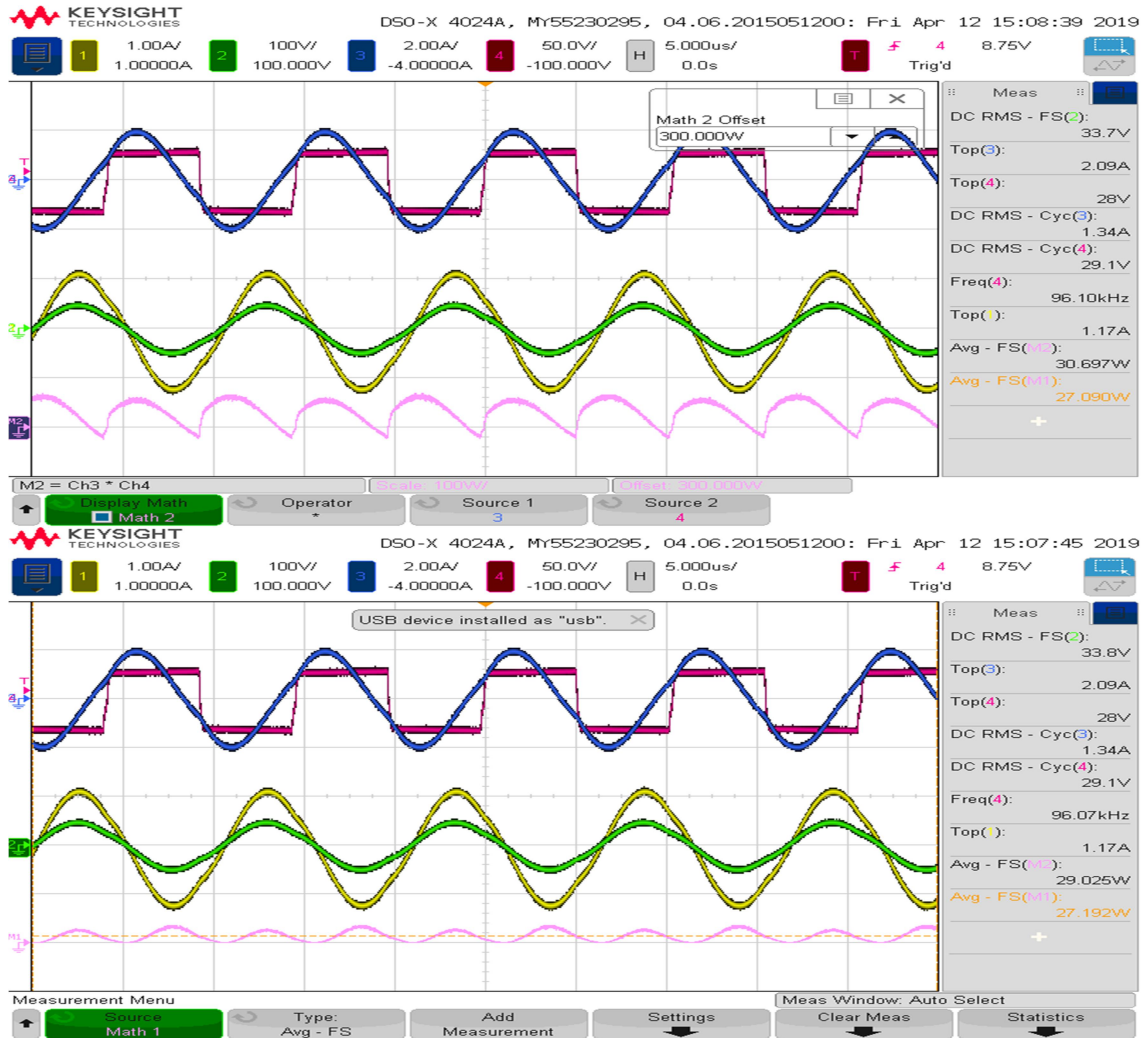 KEYSIGHT
TECHNOLOGIES
DSO-X 4024A, MY55230295, 04.06.2015051200: Fri Apr 12 15:08:39 2019
1 1.00A/ 2 100V/ 3 2.00A/ 4 50.0V/ H 5.000us/ T 4 8.75V
1.00000A 100.000V -4.00000A -100.000V 0.0s Trig'd
Meas
Math 2 Offset
300.000W
DC RMS - FS(2):
33.7V
Top(3):
2.09A
Top(4):
28V
DC RMS - Cyc(3):
1.34A
DC RMS - Cyc(4):
29.1V
Freq(4):
96.10kHz
Top(1):
1.17A
Avg - FS(M2):
30.697W
Avg - FS(M1):
27.090W
T
2
M2
M2 = Ch3 * Ch4
Scale: 100W/
Offset: 300.000W
Display Math Operator Source 1 Source 2
Math 2 * 3 4
KEYSIGHT
TECHNOLOGIES
DSO-X 4024A, MY55230295, 04.06.2015051200: Fri Apr 12 15:07:45 2019
1 1.00A/ 2 100V/ 3 2.00A/ 4 50.0V/ H 5.000us/ T 4 8.75V
1.00000A 100.000V -4.00000A -100.000V 0.0s Trig'd
USB device installed as "usb".
Meas
DC RMS - FS(2):
33.8V
Top(3):
2.09A
Top(4):
28V
DC RMS - Cyc(3):
1.34A
DC RMS - Cyc(4):
29.1V
Freq(4):
96.07kHz
Top(1):
1.17A
Avg - FS(M2):
29.025W
Avg - FS(M1):
27.192W
T
2
M1
Measurement Menu
Meas Window: Auto Select
Source Type: Add Settings Clear Meas Statistics
Math 1 Avg - FS Measurement